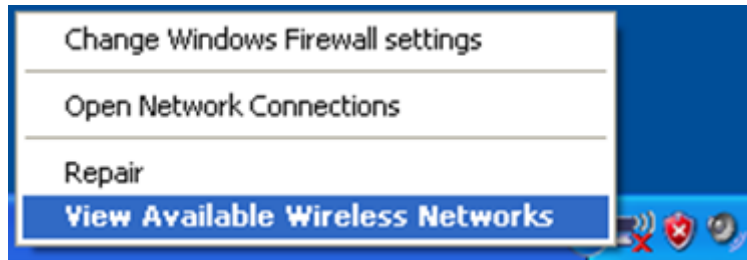 Change Windows Firewall settings
Open Network Connections
Repair
View Available Wireless Networks